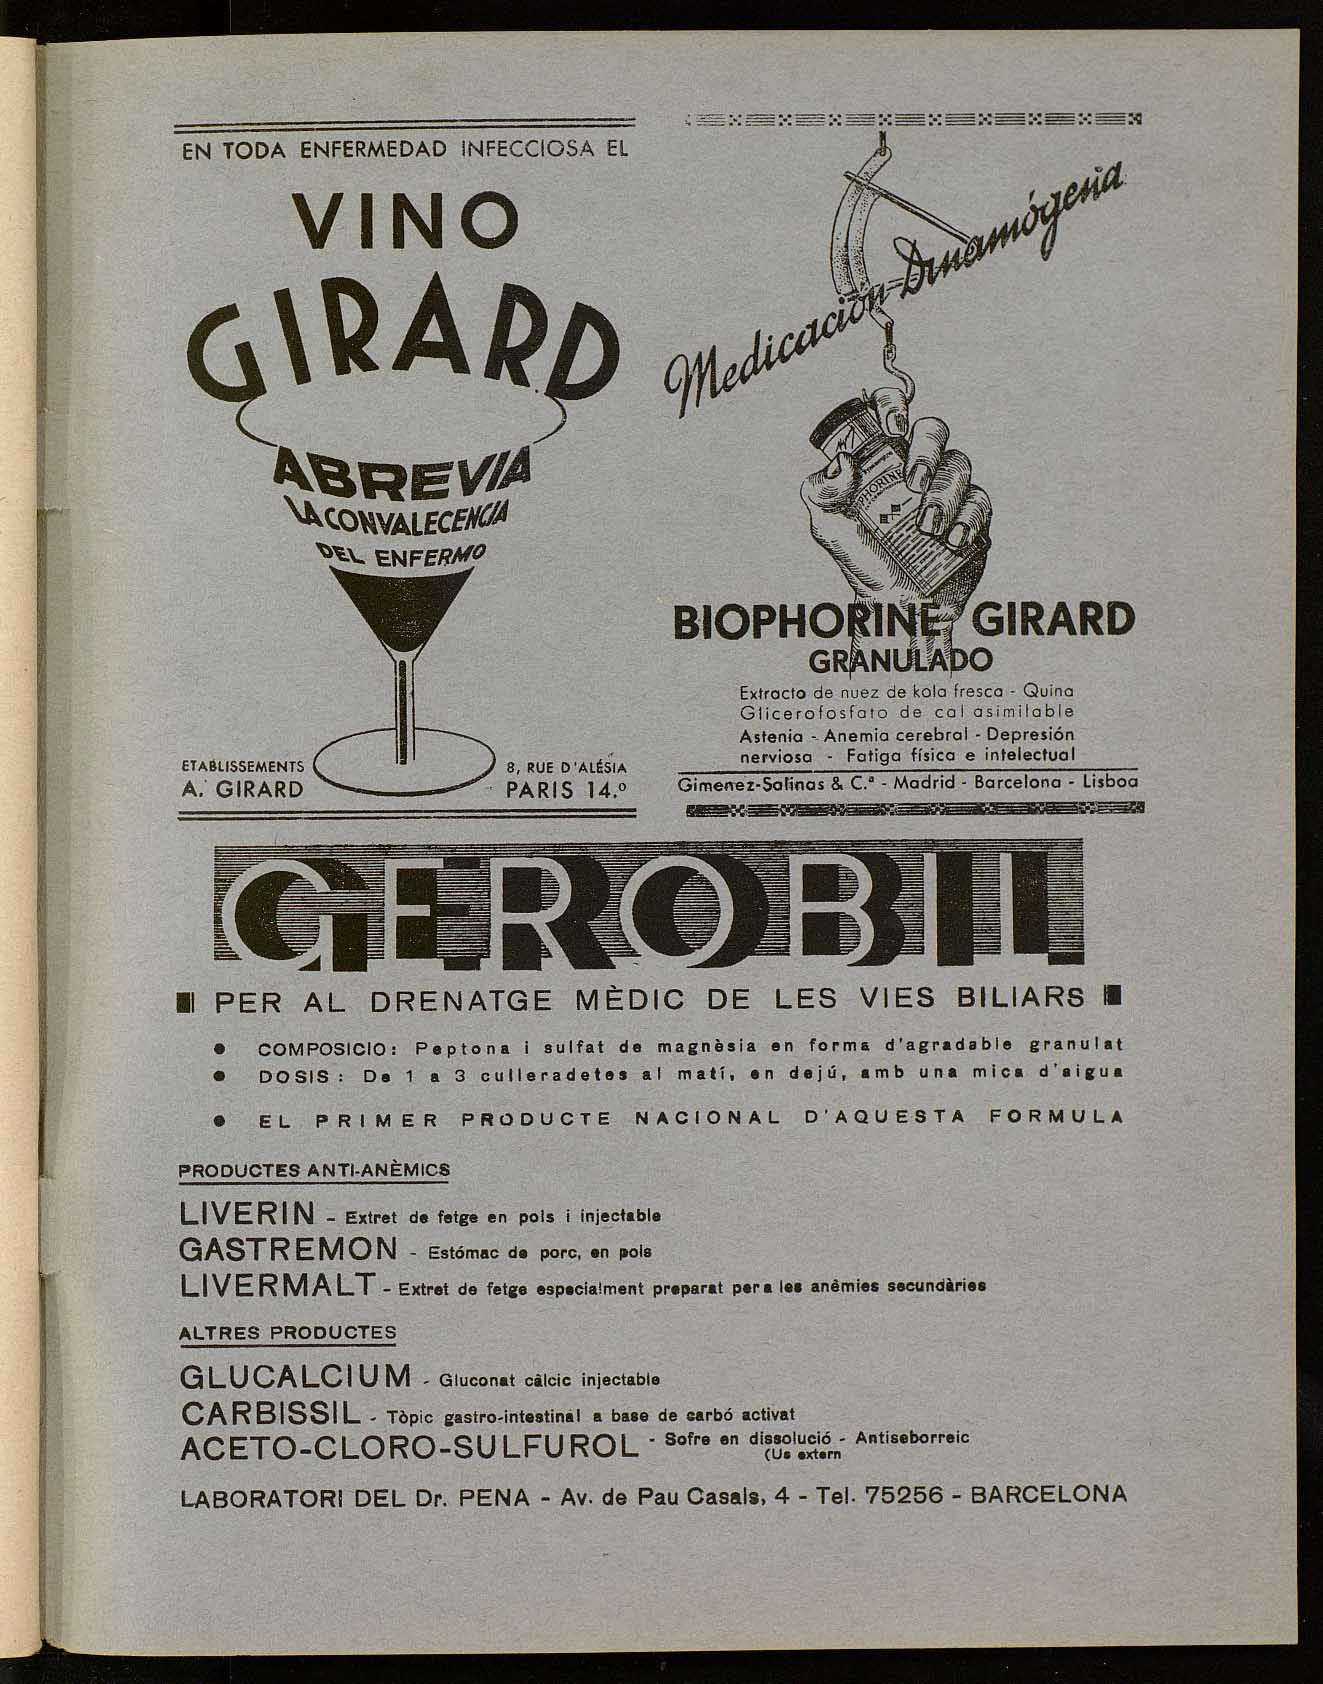 EN TODA ENFERMEDAD INFECCIOSA EL
VINO
GIRARD
ABREVIA
LA CONVALECENCIA
DEL ENFERMO
ETABLISSEMENTS
A. GIRARD
8, RUE D'ALÉSIA
PARIS 14.º
Medicación Dinamógena
PHORINE
BIOPHORINE GIRARD
GRANULADO
Extracto de nuez de kola fresca - Quina
Glicerofosfato de cal asimilable
Astenia - Anemia cerebral - Depresión
nerviosa - Fatiga física e intelectual
Gimenez-Salinas & C.ª - Madrid - Barcelona - Lisboa
GEROBIL
PER AL DRENATGE MÈDIC DE LES VIES BILIARS
● COMPOSICIO: Peptona i sulfat de magnèsia en forma d'agradable granulat
● DOSIS: De 1 a 3 culleradetes al matí, en dejú, amb una mica d'aigua
● EL PRIMER PRODUCTE NACIONAL D'AQUESTA FORMULA
PRODUCTES ANTI-ANÈMICS
LIVERIN - Extret de fetge en pols i injectable
GASTREMON - Estómac de porc, en pols
LIVERMALT - Extret de fetge especialment preparat per a les anêmies secundàries
ALTRES PRODUCTES
GLUCALCIUM - Gluconat càlcic injectable
CARBISSIL - Tòpic gastro-intestinal a base de carbó activat
ACETO-CLORO-SULFUROL - Sofre en dissolució - Antiseborreic
(Us extern
LABORATORI DEL Dr. PENA - Av. de Pau Casals, 4 - Tel. 75256 - BARCELONA